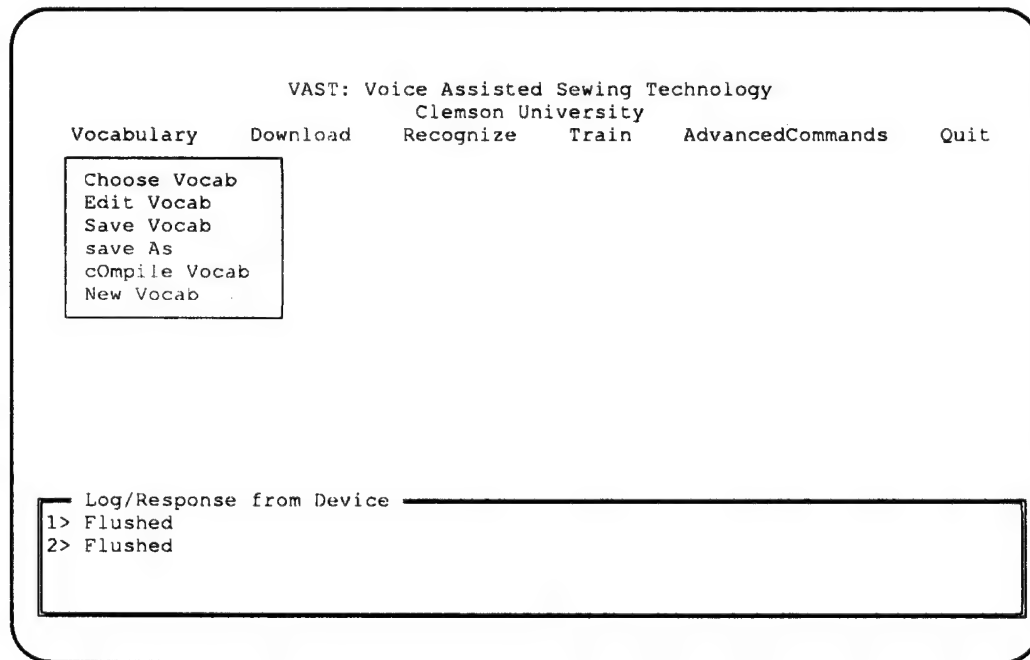 VAST: Voice Assisted Sewing Technology
Clemson University
Vocabulary Download Recognize Train AdvancedCommands Quit
Choose Vocab
Edit Vocab
Save Vocab
save As
cOmpile Vocab
New Vocab
Log/Response from Device
1> Flushed
2> Flushed